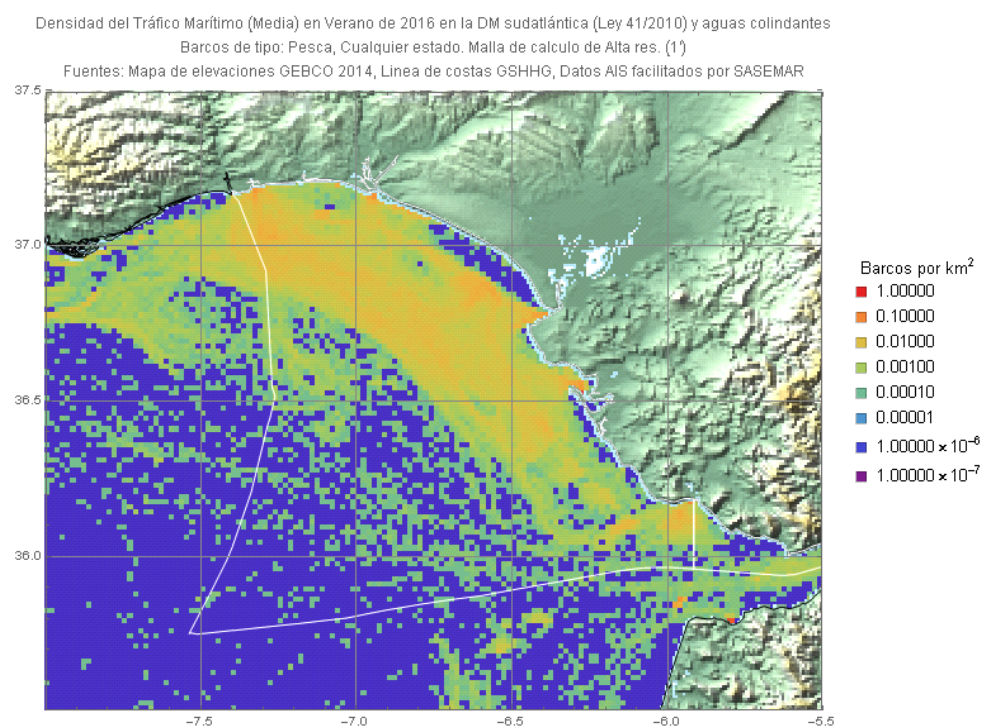 Densidad del Tráfico Marítimo (Media) en Verano de 2016 en la DM sudatlántica (Ley 41/2010) y aguas colindantes
Barcos de tipo: Pesca, Cualquier estado. Malla de calculo de Alta res. (1')
Fuentes: Mapa de elevaciones GEBCO 2014, Linea de costas GSHHG, Datos AIS facilitados por SASEMAR
37.5
37.0
36.5
36.0
-7.5
-7.0
-6.5
-6.0
-5.5
Barcos por km²
1.00000
0.10000
0.01000
0.00100
0.00010
0.00001
1.00000 × 10⁻⁶
1.00000 × 10⁻⁷